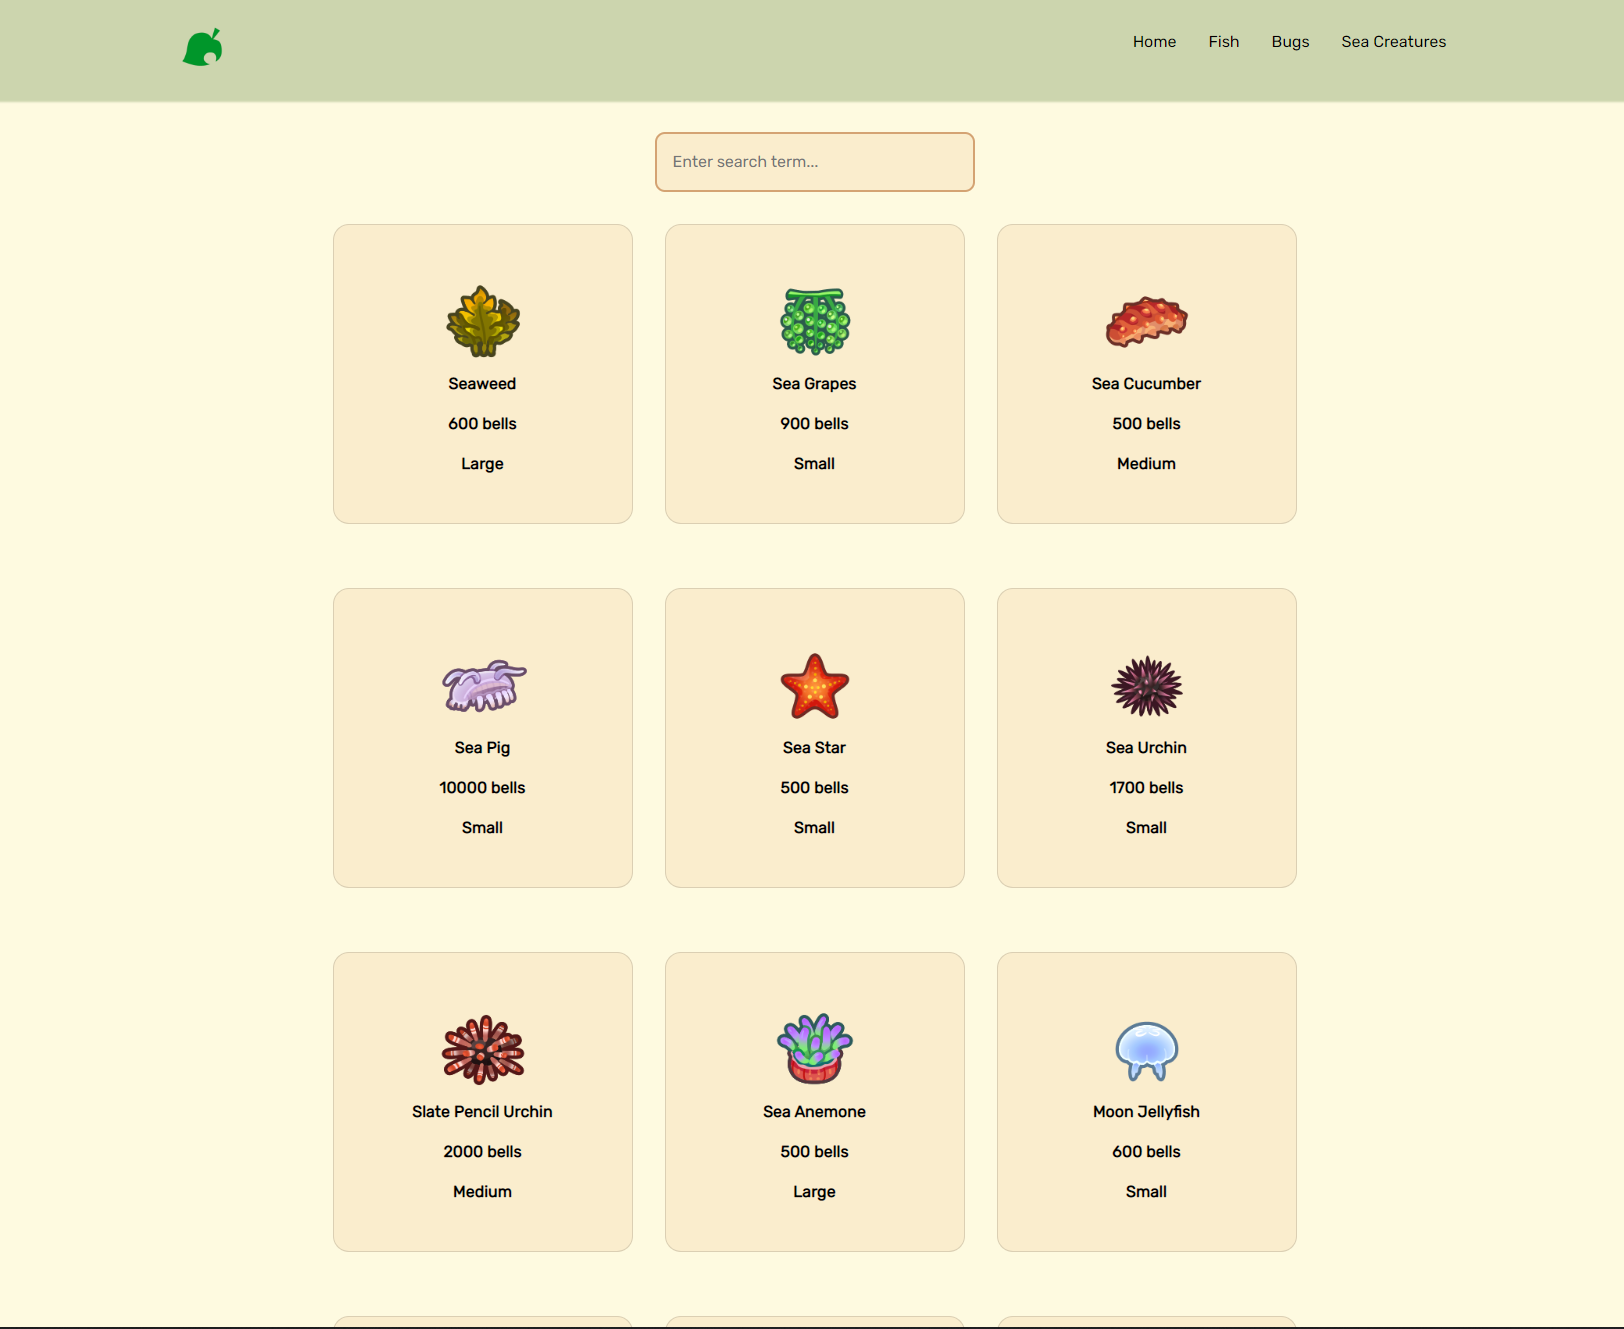 Home Fish Bugs Sea Creatures
Enter search term...
Seaweed
600 bells
Large
Sea Grapes
900 bells
Small
Sea Cucumber
500 bells
Medium
Sea Pig
10000 bells
Small
Sea Star
500 bells
Small
Sea Urchin
1700 bells
Small
Slate Pencil Urchin
2000 bells
Medium
Sea Anemone
500 bells
Large
Moon Jellyfish
600 bells
Small